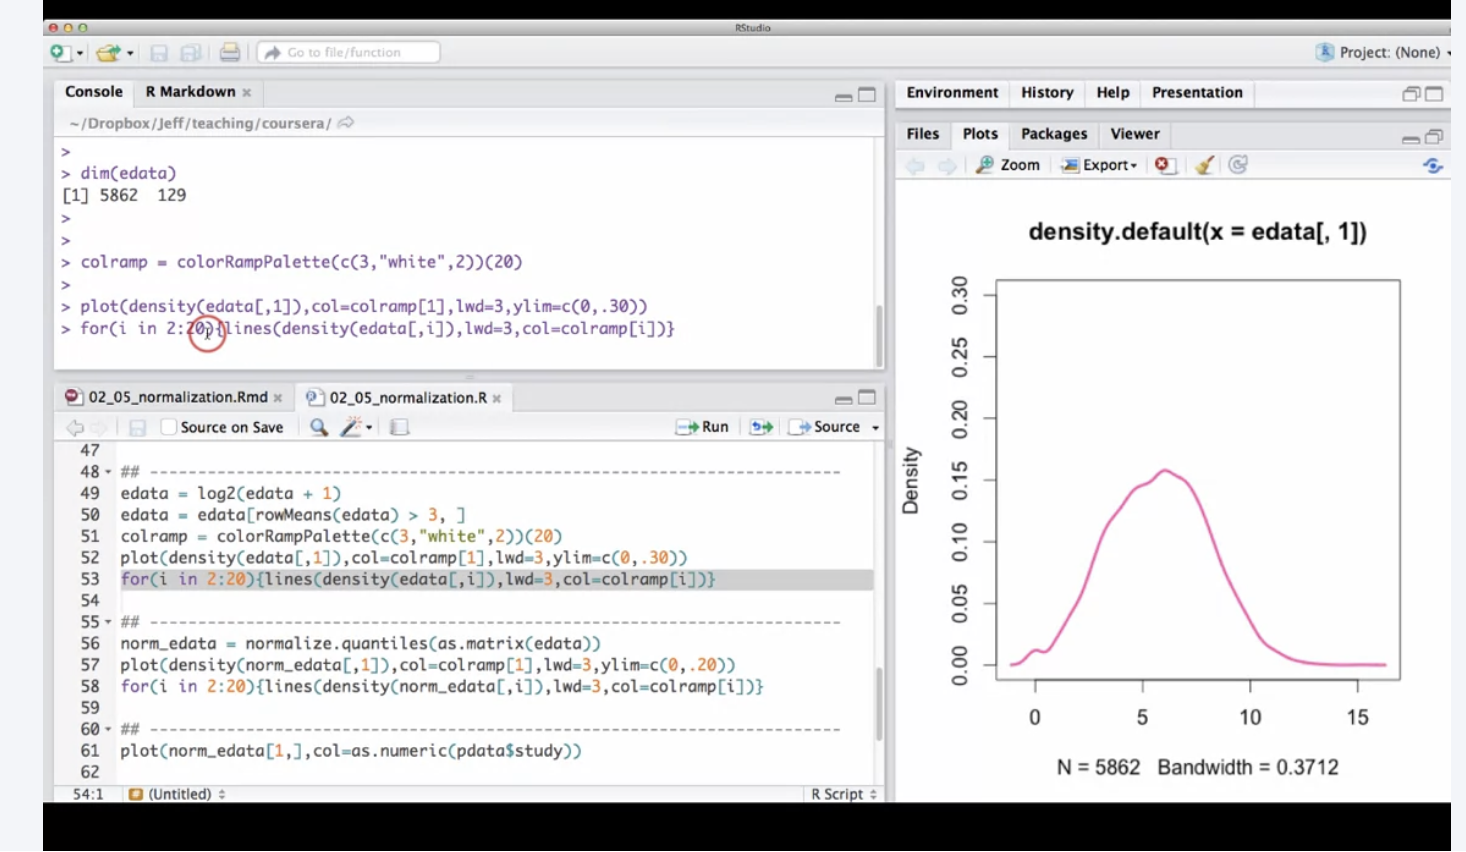 RStudio
Go to file/function
Project: (None)
Console R Markdown
~/Dropbox/Jeff/teaching/coursera/
>
> dim(edata)
[1] 5862  129
>
>
> colramp = colorRampPalette(c(3,"white",2))(20)
>
> plot(density(edata[,1]),col=colramp[1],lwd=3,ylim=c(0,.30))
> for(i in 2:20){lines(density(edata[,i]),lwd=3,col=colramp[i])}
02_05_normalization.Rmd 02_05_normalization.R
Source on Save Run Source
47
48 ## -----------------------------------------------------------------------
49 edata = log2(edata + 1)
50 edata = edata[rowMeans(edata) > 3, ]
51 colramp = colorRampPalette(c(3,"white",2))(20)
52 plot(density(edata[,1]),col=colramp[1],lwd=3,ylim=c(0,.30))
53 for(i in 2:20){lines(density(edata[,i]),lwd=3,col=colramp[i])}
54
55 ## -----------------------------------------------------------------------
56 norm_edata = normalize.quantiles(as.matrix(edata))
57 plot(density(norm_edata[,1]),col=colramp[1],lwd=3,ylim=c(0,.20))
58 for(i in 2:20){lines(density(norm_edata[,i]),lwd=3,col=colramp[i])}
59
60 ## -----------------------------------------------------------------------
61 plot(norm_edata[1,],col=as.numeric(pdata$study))
62
54:1 (Untitled) R Script
Environment History Help Presentation
Files Plots Packages Viewer
Zoom Export
density.default(x = edata[, 1])
Density
0.30
0.25
0.20
0.15
0.10
0.05
0.00
0 5 10 15
N = 5862 Bandwidth = 0.3712